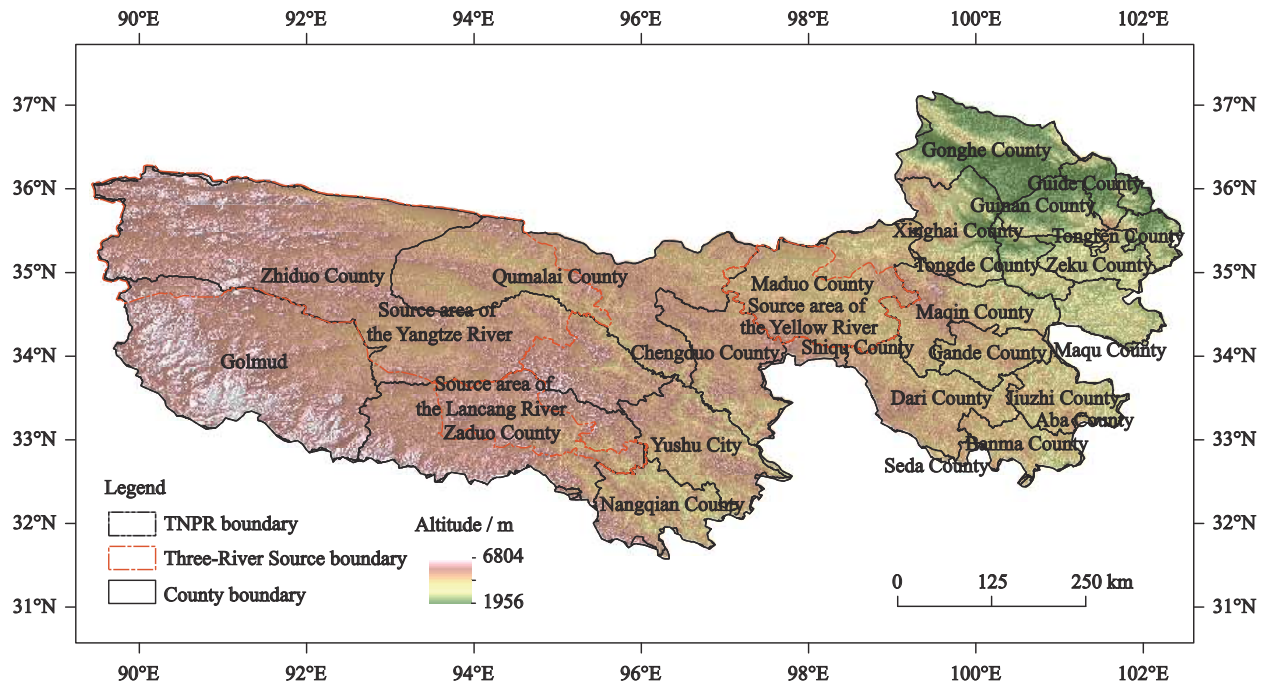 90°E 92°E 94°E 96°E 98°E 100°E 102°E
37°N 37°N
Gonghe County
36°N 36°N
Guide County
Guinan County
Xinghai County
Tongren County
Tongde County
Zeku County
35°N 35°N
Zhiduo County
Qumalai County
Maduo County
Source area of
the Yellow River
Source area of
the Yangtze River
Maqin County
34°N 34°N
Golmud
Chengduo County
Shiqu County
Gande County
Maqu County
Source area of
the Lancang River
Zaduo County
Dari County
Jiuzhi County
Aba County
33°N 33°N
Yushu City
Banma County
Seda County
Nangqian County
32°N 32°N
Legend
TNPR boundary
Three-River Source boundary
County boundary
Altitude / m
6804
1956
0 125 250 km
31°N 31°N
90°E 92°E 94°E 96°E 98°E 100°E 102°E